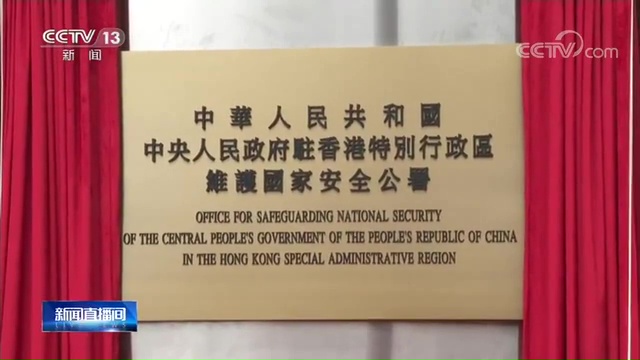 CCTV 13
新闻
CCTV.com
中華人民共和國
中央人民政府駐香港特別行政區
維護國家安全公署
OFFICE FOR SAFEGUARDING NATIONAL SECURITY
OF THE CENTRAL PEOPLE'S GOVERNMENT OF THE PEOPLE'S REPUBLIC OF CHINA
IN THE HONG KONG SPECIAL ADMINISTRATIVE REGION
新闻直播间